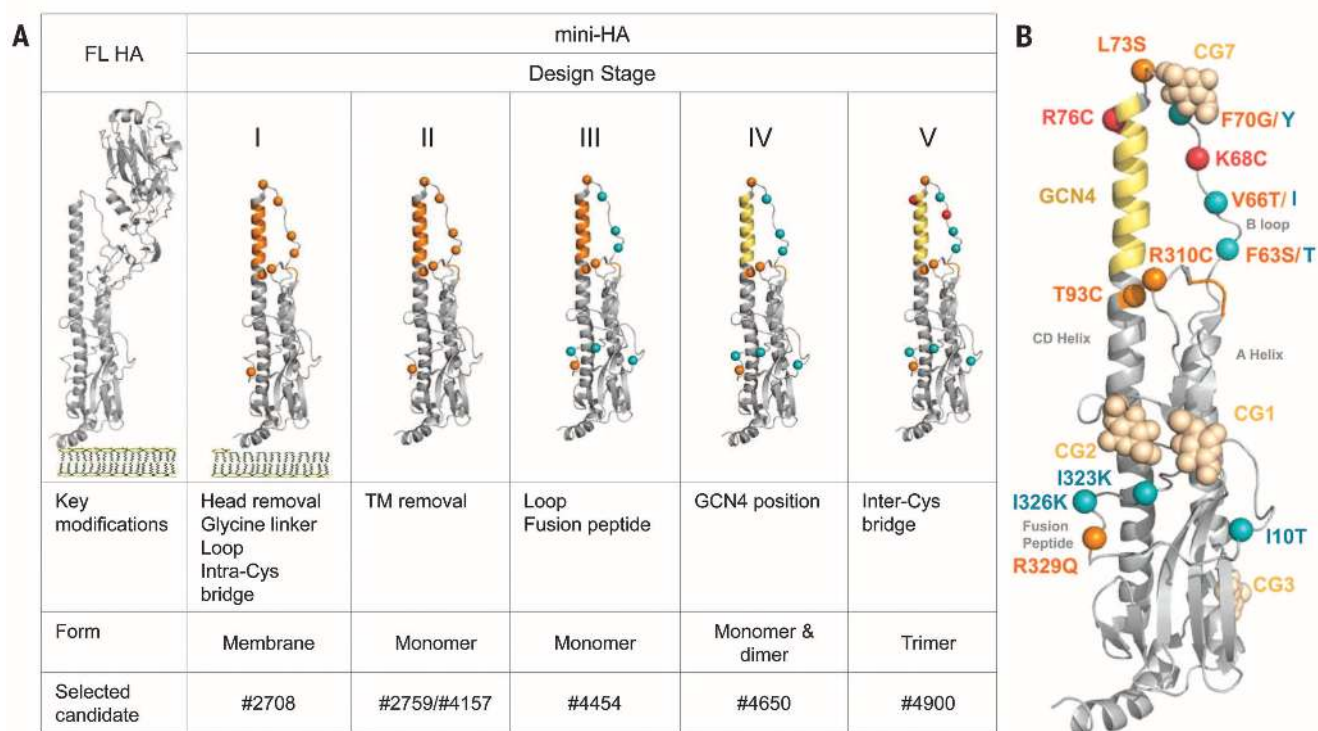 A
FL HA
mini-HA
Design Stage
I
II
III
IV
V
Key
modifications
Head removal
Glycine linker
Loop
Intra-Cys
bridge
TM removal
Loop
Fusion peptide
GCN4 position
Inter-Cys
bridge
Form
Membrane
Monomer
Monomer
Monomer &
dimer
Trimer
Selected
candidate
#2708
#2759/#4157
#4454
#4650
#4900
B
L73S
CG7
R76C
F70G/Y
K68C
GCN4
V66T/I
B loop
R310C
F63S/T
T93C
CD Helix
A Helix
CG1
CG2
I323K
I326K
Fusion
Peptide
I10T
R329Q
CG3